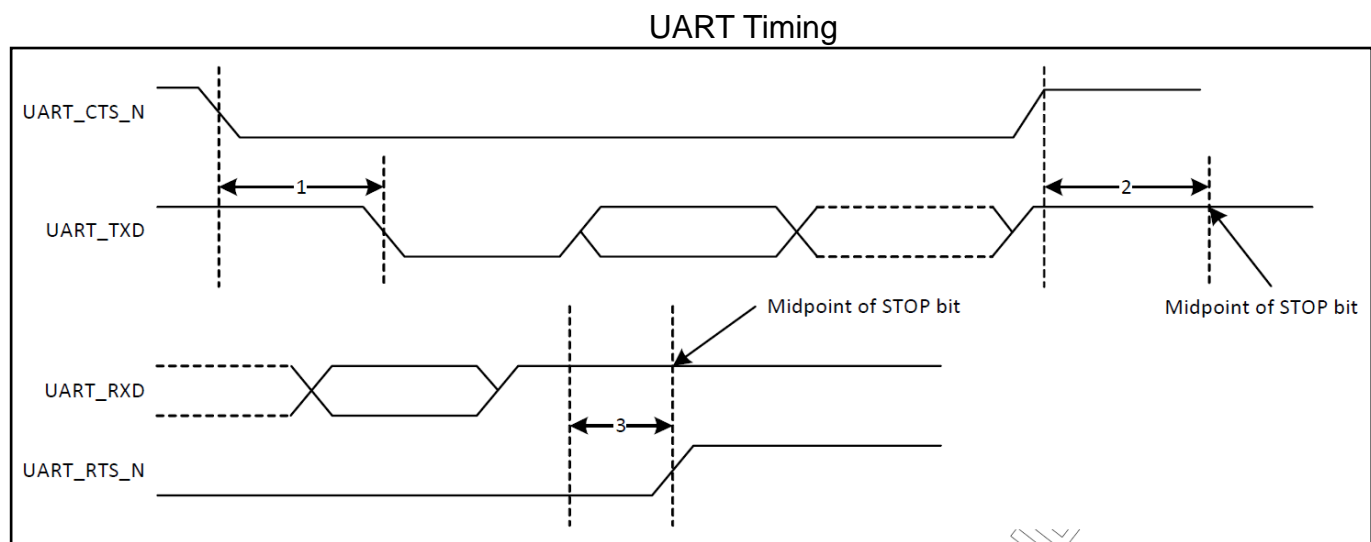 UART Timing
UART_CTS_N
1
2
UART_TXD
Midpoint of STOP bit
Midpoint of STOP bit
UART_RXD
3
UART_RTS_N